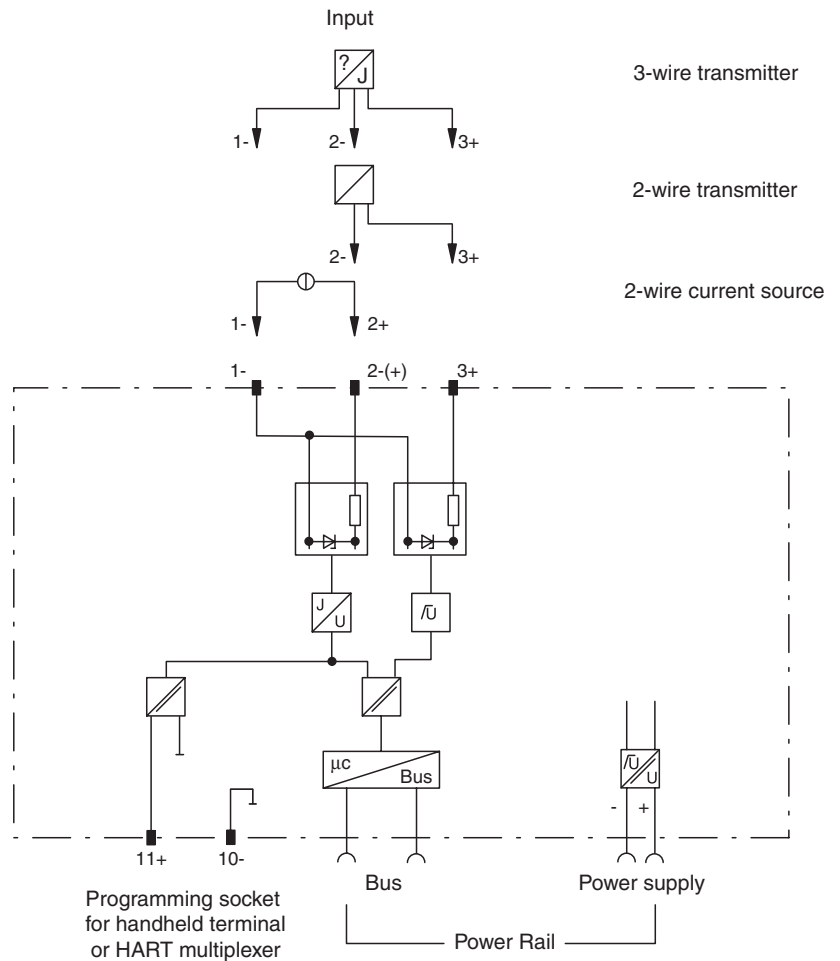 Input
? J
3-wire transmitter
1- 2- 3+
2-wire transmitter
2- 3+
2-wire current source
1- 2+
1- 2-(+) 3+
J U
/Ū
μc Bus
/Ū U
- +
11+ 10-
Bus
Power supply
Programming socket
for handheld terminal
or HART multiplexer
Power Rail